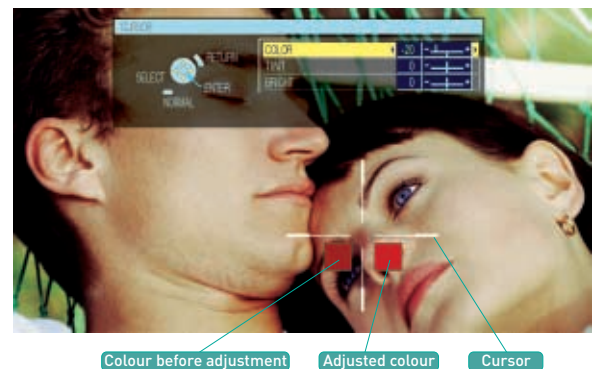 CURSOR
RETURN
SELECT
ENTER
NORMAL
COLOR -20 - +
TINT 0 - +
BRIGHT 0 - +
Colour before adjustment
Adjusted colour
Cursor